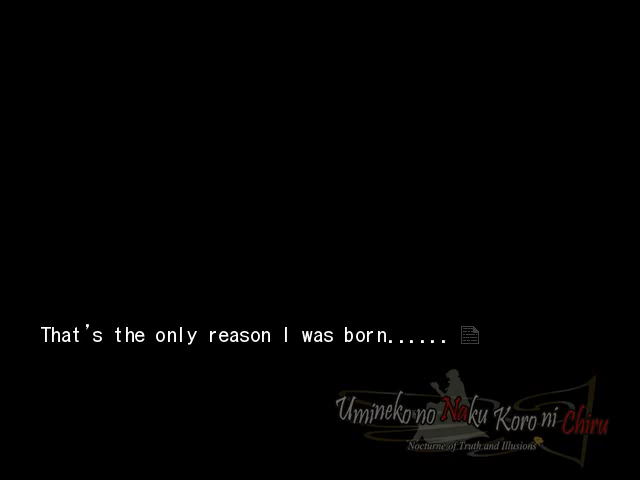 That's the only reason I was born......
Umineko no Naku Koro ni Chiru
Nocturne of Truth and Illusions